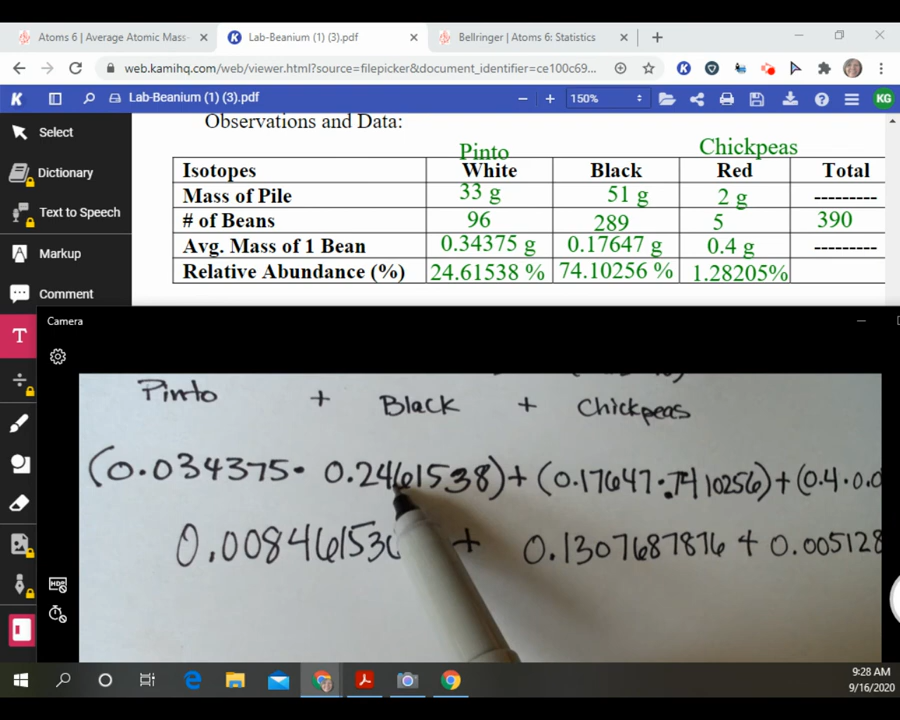 Atoms 6 | Average Atomic Mass
Lab-Beanium (1) (3).pdf
Bellringer | Atoms 6: Statistics
web.kamihq.com/web/viewer.html?source=filepicker&document_identifier=ce100c69...
K Lab-Beanium (1) (3).pdf 150% KG
Select
Dictionary
Text to Speech
Markup
Comment
T
Observations and Data:
Pinto Chickpeas
Isotopes White Black Red Total
Mass of Pile 33 g 51 g 2 g ---------
# of Beans 96 289 5 390
Avg. Mass of 1 Bean 0.34375 g 0.17647 g 0.4 g ---------
Relative Abundance (%) 24.61538 % 74.10256 % 1.28205%
Camera
Pinto + Black + Chickpeas
(0.034375 · 0.2461538) + (0.17647 · .7410256) + (0.4 · 0.0
0.00846153 + 0.1307687876 + 0.005128
9:28 AM
9/16/2020